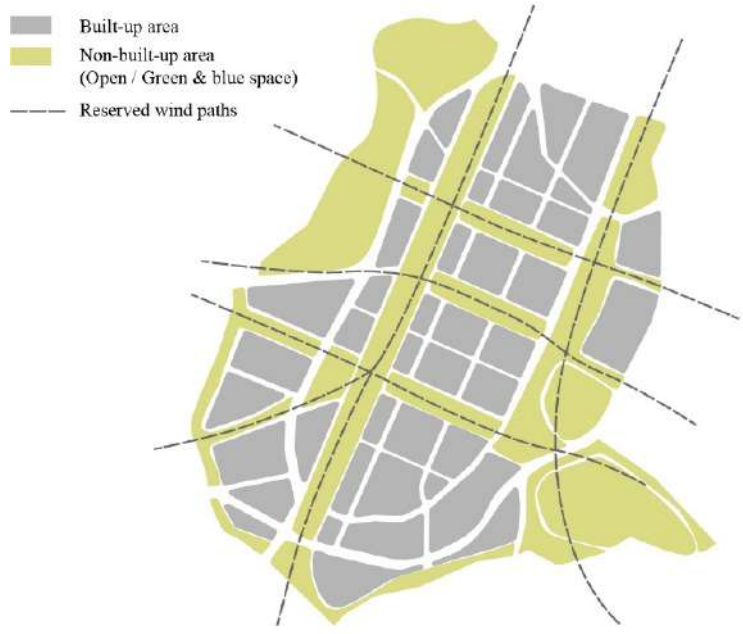 Built-up area
Non-built-up area
(Open / Green & blue space)
Reserved wind paths